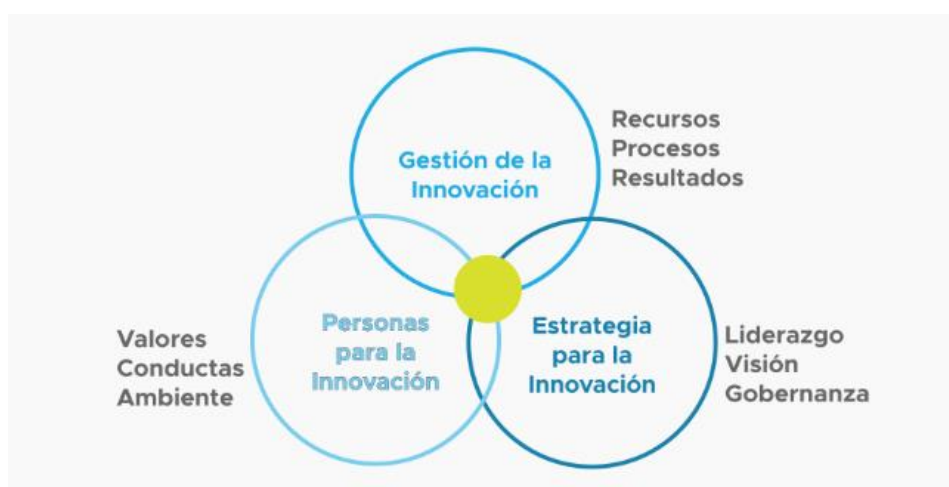 Gestión de la
Innovación
Recursos
Procesos
Resultados
Personas
para la
Innovación
Valores
Conductas
Ambiente
Estrategia
para la
Innovación
Liderazgo
Visión
Gobernanza